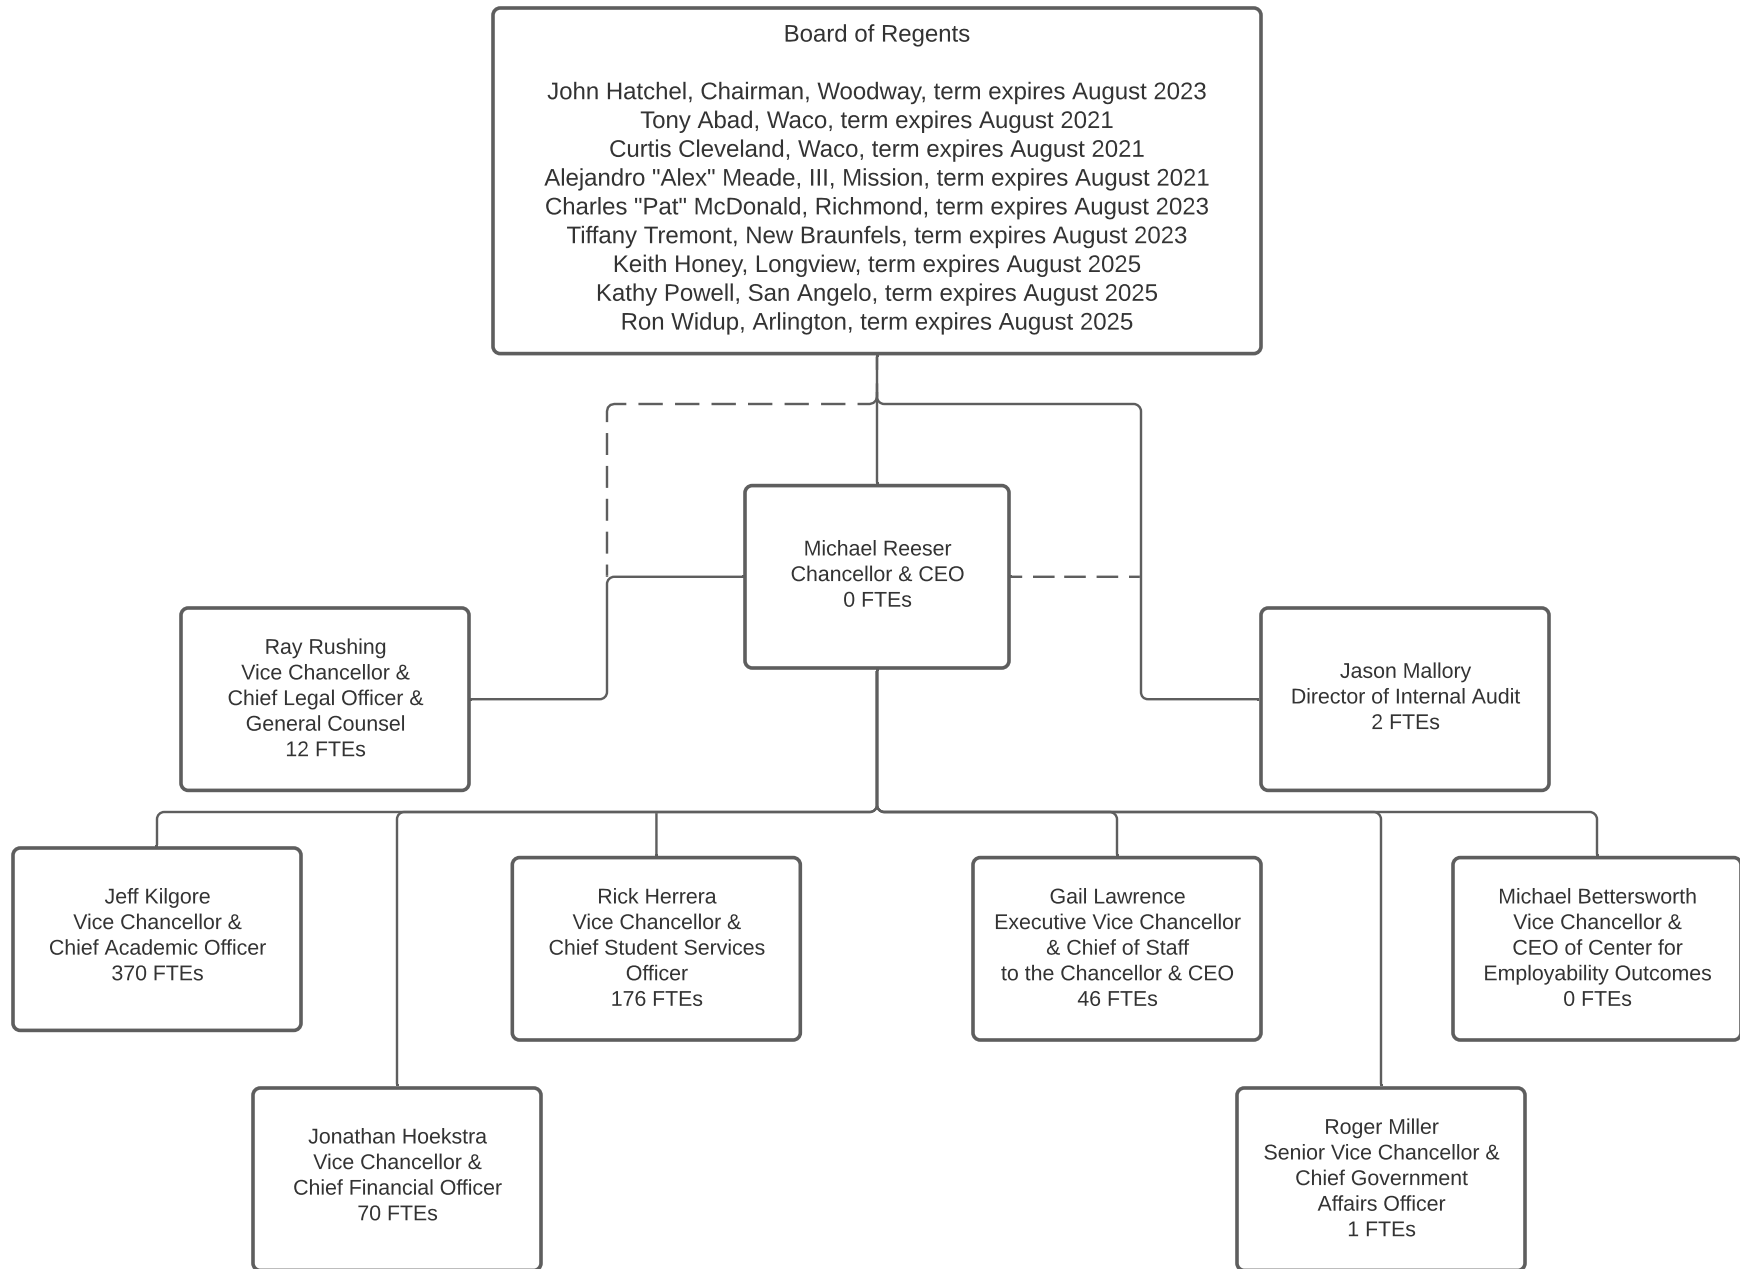 Board of Regents
John Hatchel, Chairman, Woodway, term expires August 2023
Tony Abad, Waco, term expires August 2021
Curtis Cleveland, Waco, term expires August 2021
Alejandro "Alex" Meade, III, Mission, term expires August 2021
Charles "Pat" McDonald, Richmond, term expires August 2023
Tiffany Tremont, New Braunfels, term expires August 2023
Keith Honey, Longview, term expires August 2025
Kathy Powell, San Angelo, term expires August 2025
Ron Widup, Arlington, term expires August 2025
Michael Reeser
Chancellor & CEO
0 FTEs
Ray Rushing
Vice Chancellor &
Chief Legal Officer &
General Counsel
12 FTEs
Jason Mallory
Director of Internal Audit
2 FTEs
Jeff Kilgore
Vice Chancellor &
Chief Academic Officer
370 FTEs
Rick Herrera
Vice Chancellor &
Chief Student Services
Officer
176 FTEs
Gail Lawrence
Executive Vice Chancellor
& Chief of Staff
to the Chancellor & CEO
46 FTEs
Michael Bettersworth
Vice Chancellor &
CEO of Center for
Employability Outcomes
0 FTEs
Jonathan Hoekstra
Vice Chancellor &
Chief Financial Officer
70 FTEs
Roger Miller
Senior Vice Chancellor &
Chief Government
Affairs Officer
1 FTEs